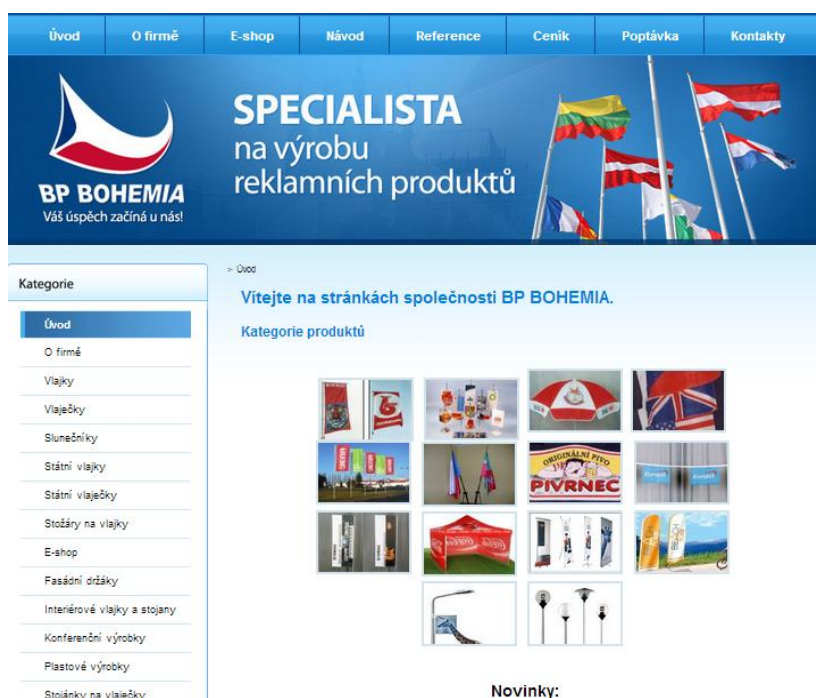 Úvod
O firmě
E-shop
Návod
Reference
Ceník
Poptávka
Kontakty
SPECIALISTA
na výrobu
reklamních produktů
BP BOHEMIA
Váš úspěch začíná u nás!
Kategorie
Úvod
O firmě
Vlajky
Vlaječky
Slunečníky
Státní vlajky
Státní vlaječky
Stožáry na vlajky
E-shop
Fasádní držáky
Interiérové vlajky a stojany
Konferenční výrobky
Plastové výrobky
Stojánky na vlaječky
> Úvod
Vítejte na stránkách společnosti BP BOHEMIA.
Kategorie produktů
ORIGINÁLNÍ PIVO
PIVRNEC
Novinky: